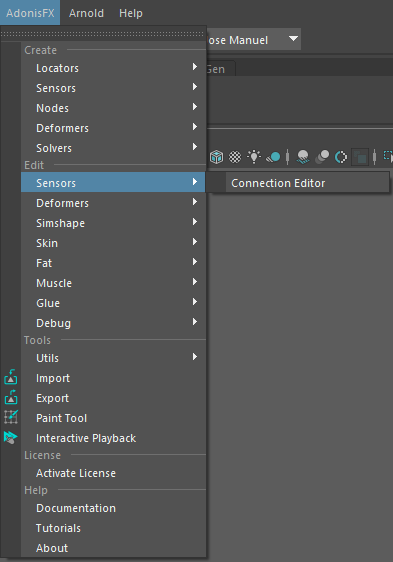 AdonisFX Arnold Help
ose Manuel
Gen
Create
Locators
Sensors
Nodes
Deformers
Solvers
Edit
Sensors
Connection Editor
Deformers
Simshape
Skin
Fat
Muscle
Glue
Debug
Tools
Utils
Import
Export
Paint Tool
Interactive Playback
License
Activate License
Help
Documentation
Tutorials
About